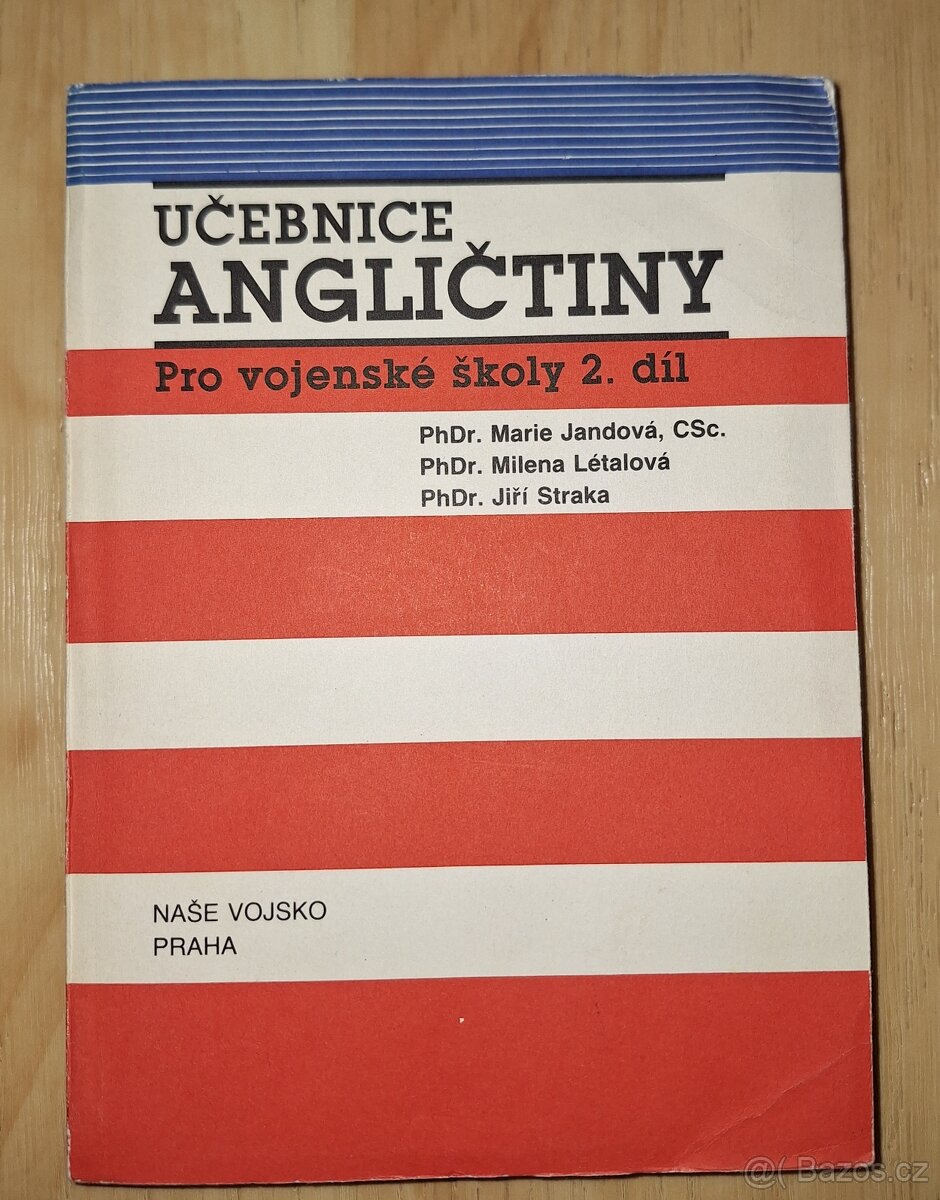 UČEBNICE
ANGLIČTINY
Pro vojenské školy 2. díl
PhDr. Marie Jandová, CSc.
PhDr. Milena Létalová
PhDr. Jiří Straka
NAŠE VOJSKO
PRAHA
@( Bazos.cz